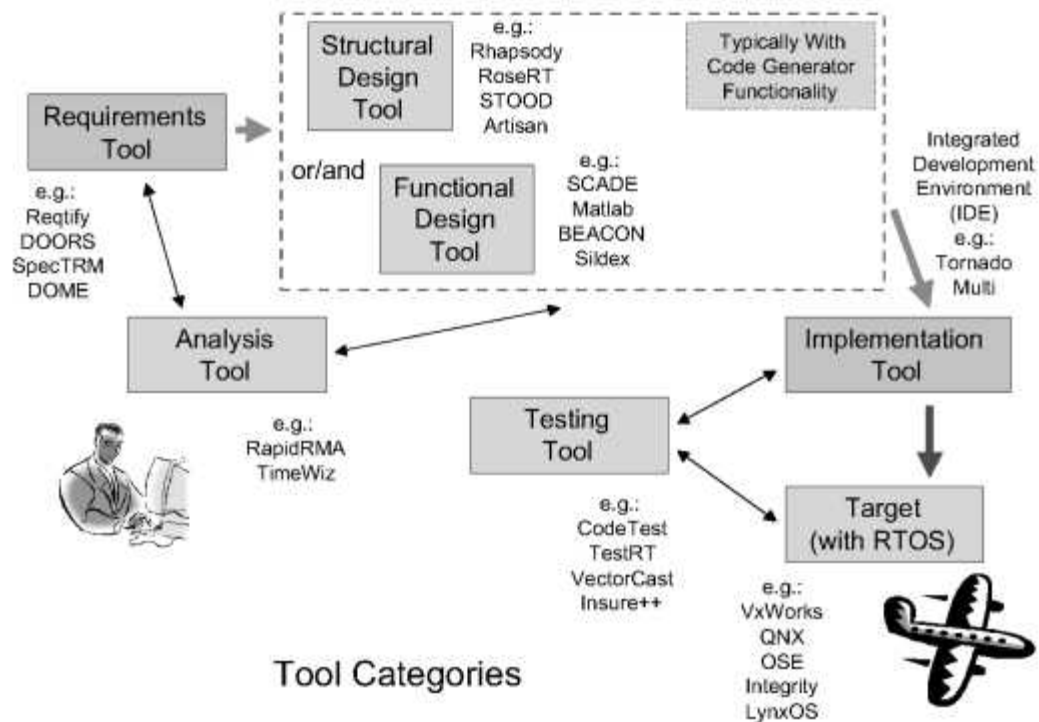 Structural
Design
Tool
e.g.:
Rhapsody
RoseRT
STOOD
Artisan
Typically With
Code Generator
Functionality
Requirements
Tool
e.g.:
Reqtify
DOORS
SpecTRM
DOME
or/and
Functional
Design
Tool
e.g.:
SCADE
Matlab
BEACON
Sildex
Integrated
Development
Environment
(IDE)
e.g.:
Tornado
Multi
Analysis
Tool
e.g.:
RapidRMA
TimeWiz
Implementation
Tool
Testing
Tool
e.g.:
CodeTest
TestRT
VectorCast
Insure++
Target
(with RTOS)
e.g.:
VxWorks
QNX
OSE
Integrity
LynxOS
Tool Categories